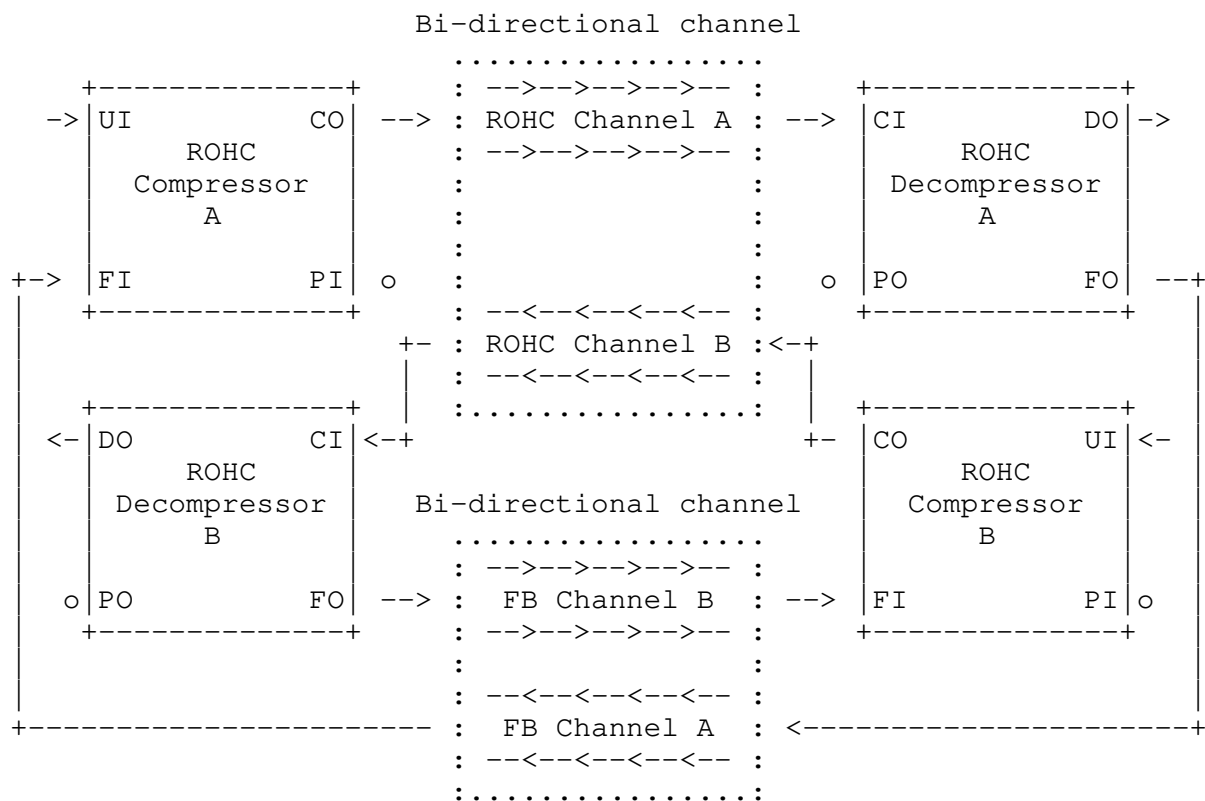 Bi-directional channel
UI CO ROHC Channel A CI DO
ROHC ROHC
Compressor Decompressor
A A
FI PI o o PO FO
ROHC Channel B
DO CI CO UI
ROHC ROHC
Decompressor Bi-directional channel Compressor
B B
o PO FO FB Channel B FI PI o
FB Channel A